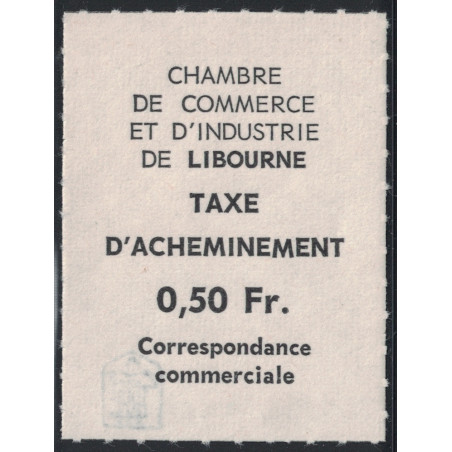 CHAMBRE
DE COMMERCE
ET D'INDUSTRIE
DE LIBOURNE
TAXE
D'ACHEMINEMENT
0,50 Fr.
Correspondance
commerciale